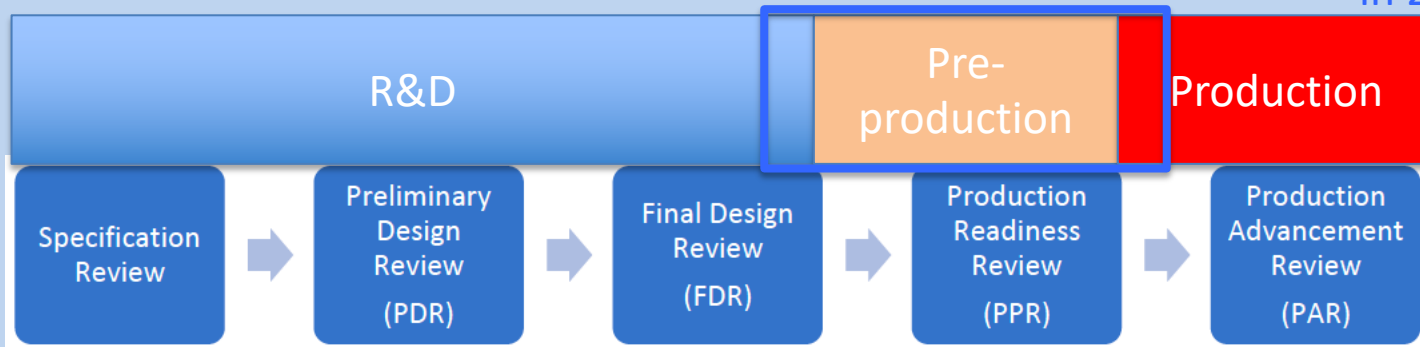 R&D
Pre-
production
Production
Specification
Review
Preliminary
Design
Review
(PDR)
Final Design
Review
(FDR)
Production
Readiness
Review
(PPR)
Production
Advancement
Review
(PAR)